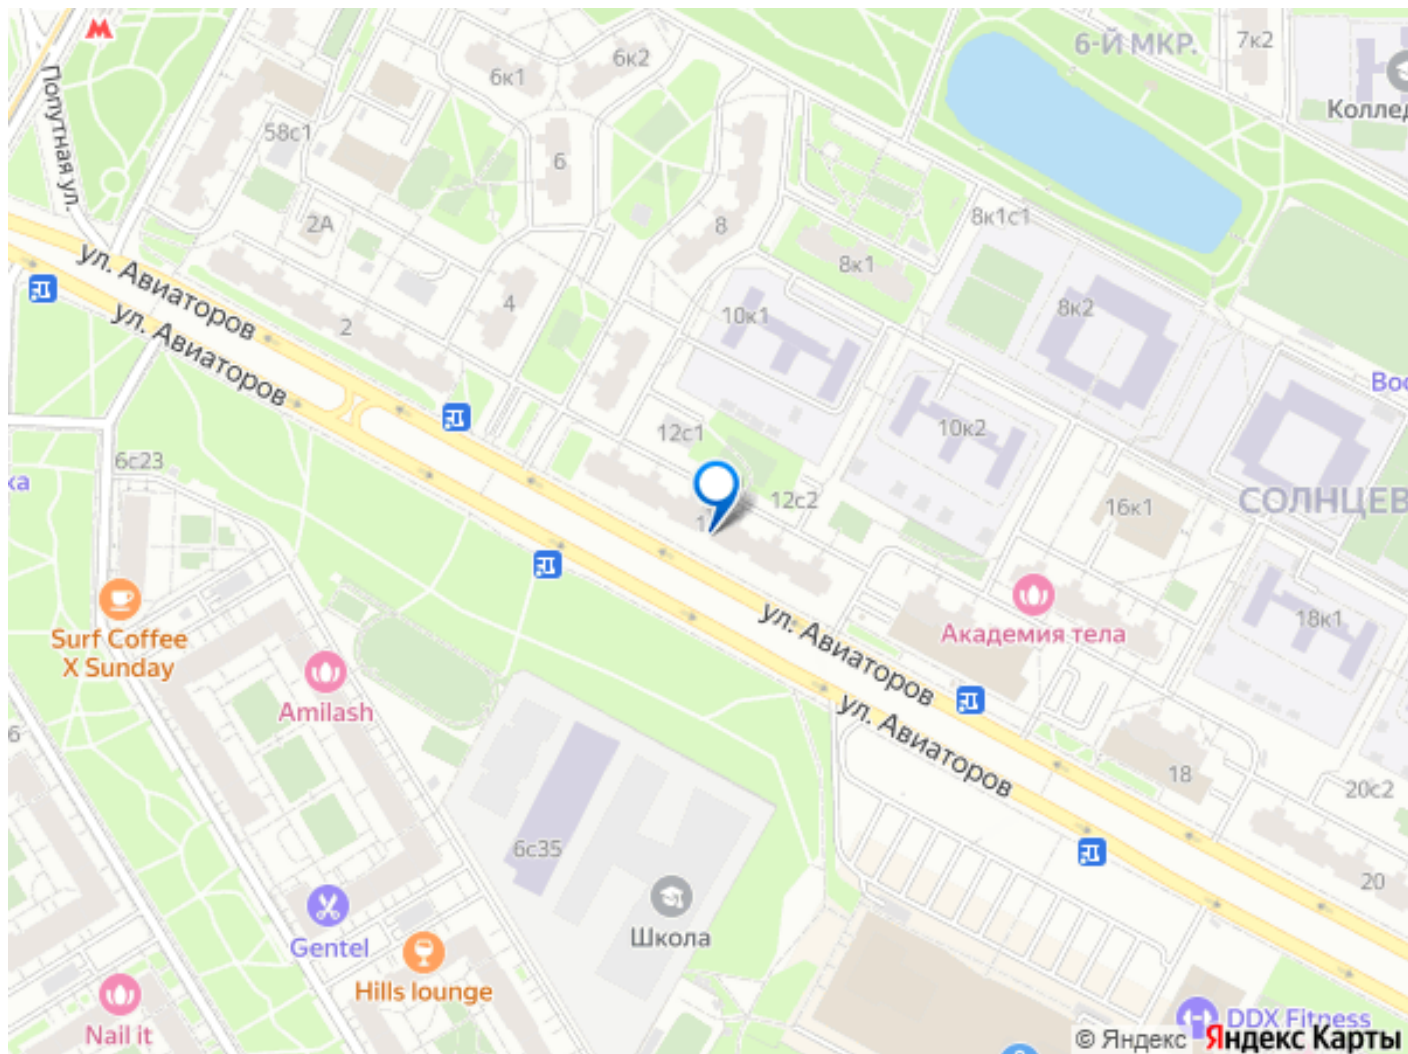 6-Й МКР.
7к2
6к2
6к1
Попутная ул.
58с1
6
2А
8
8к1с1
8к1
8к2
ул. Авиаторов
ул. Авиаторов
4
2
10к1
12с1
10к2
6с23
12с2
16к1
СОЛНЦЕВ
Surf Coffee
X Sunday
Академия тела
18к1
ул. Авиаторов
ул. Авиаторов
Amilash
18
20с2
6с35
20
Gentel
Школа
Hills lounge
Nail it
DDX Fitness
© Яндекс Яндекс Карты